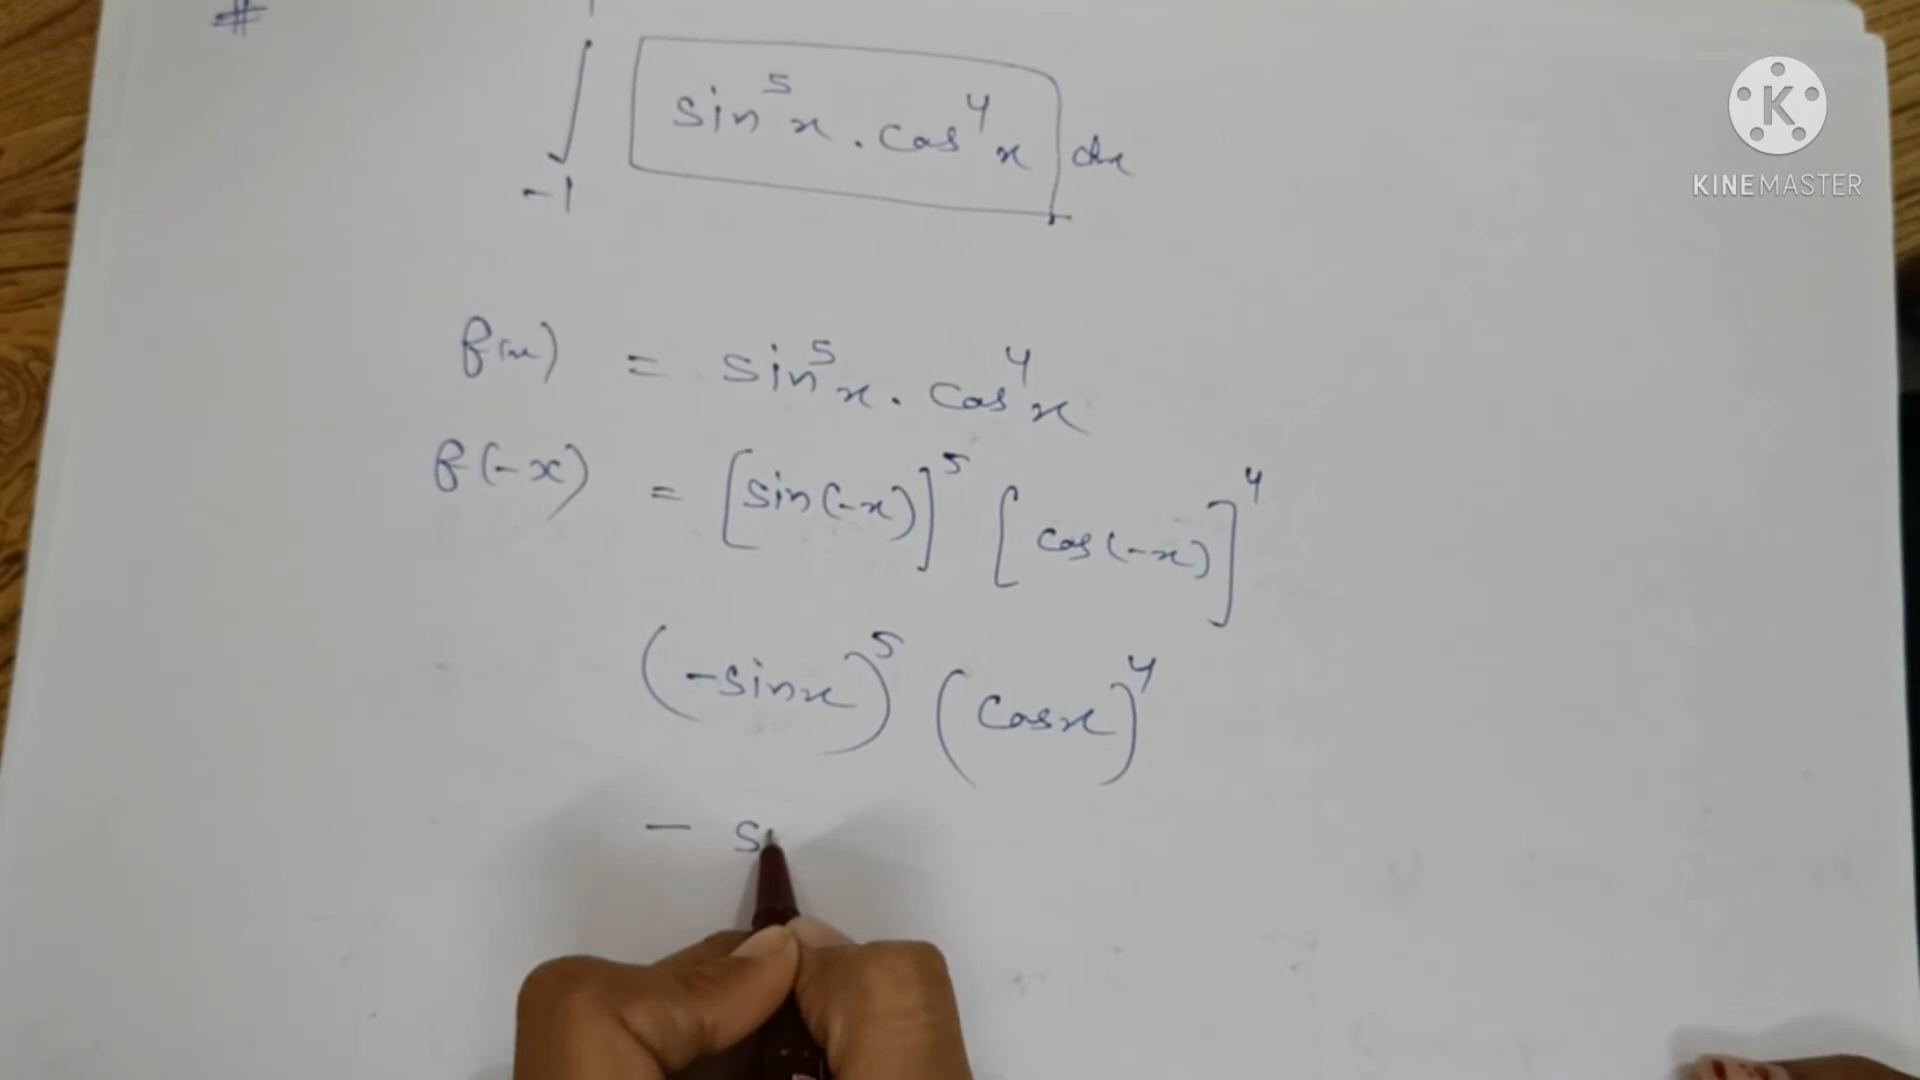 #
∫ sin⁵x . cos⁴x dx
-1
f(x) = sin⁵x . cos⁴x
f(-x) = [sin(-x)]⁵ [cos(-x)]⁴
(-sinx)⁵ (cosx)⁴
- s
K
KINEMASTER